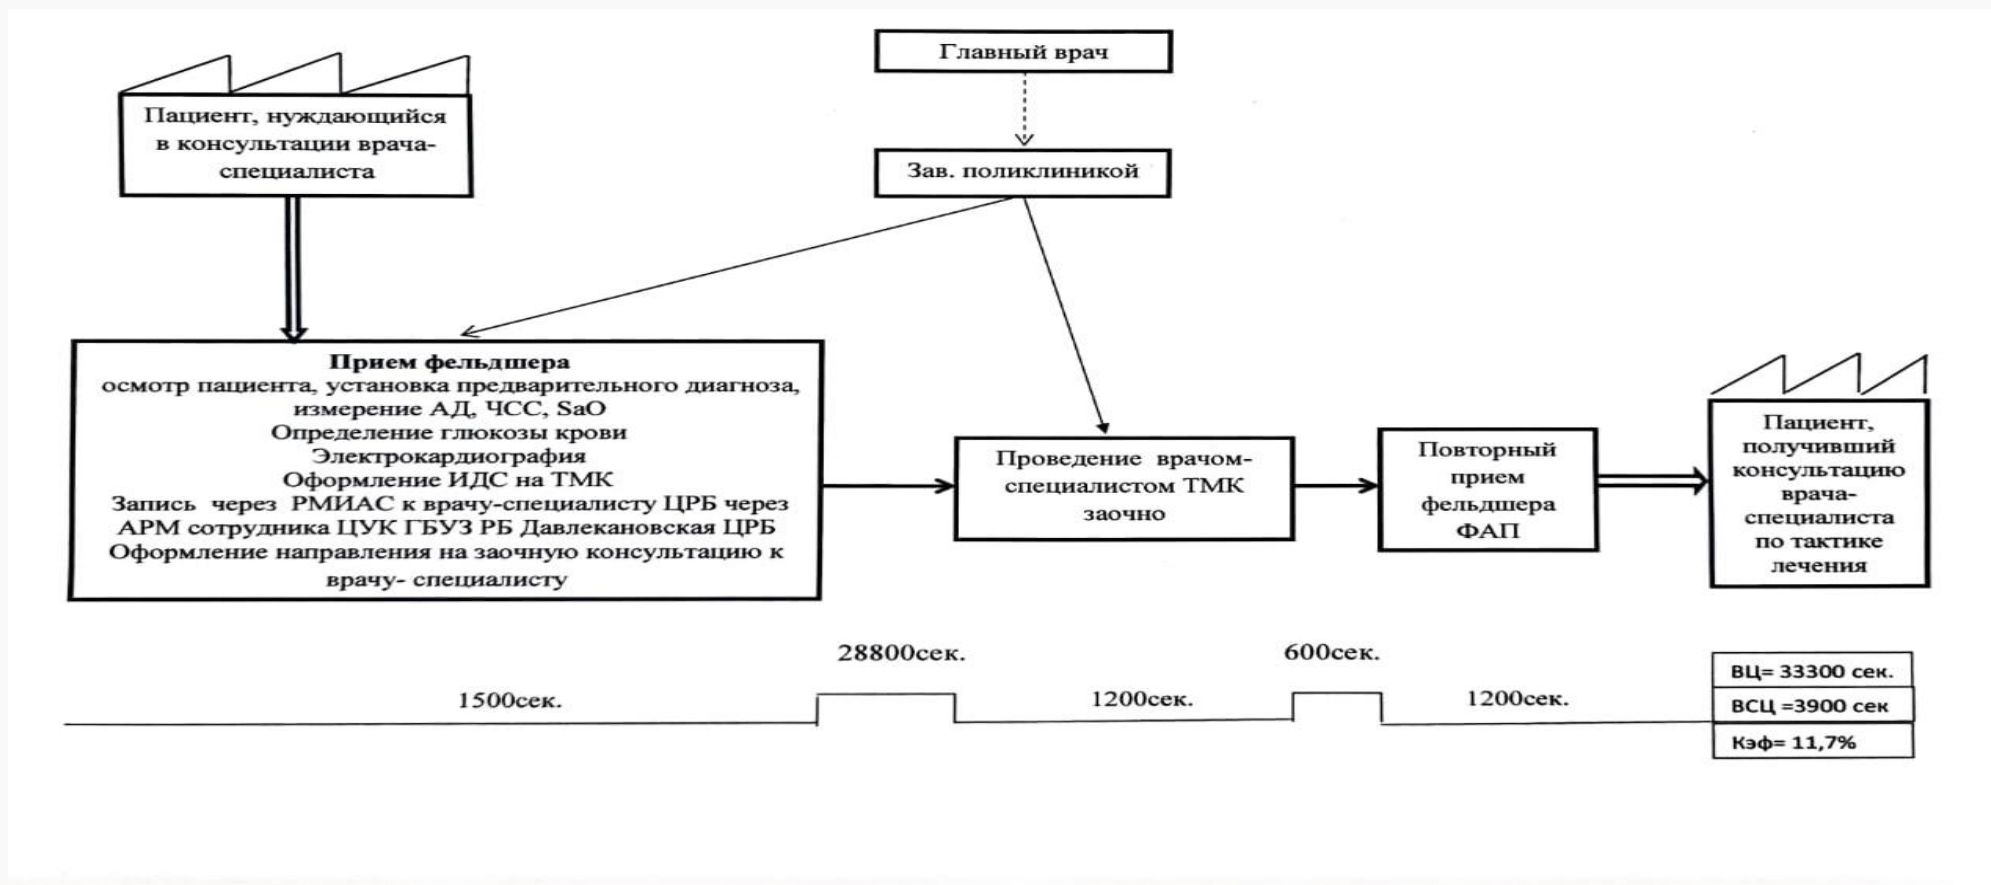 Главный врач
Пациент, нуждающийся
в консультации врача-
специалиста
Зав. поликлиникой
Прием фельдшера
осмотр пациента, установка предварительного диагноза,
измерение АД, ЧСС, SaO
Определение глюкозы крови
Электрокардиография
Оформление ИДС на ТМК
Запись через РМИАС к врачу-специалисту ЦРБ через
АРМ сотрудника ЦУК ГБУЗ РБ Давлекановская ЦРБ
Оформление направления на заочную консультацию к
врачу- специалисту
Проведение врачом-
специалистом ТМК
заочно
Повторный
прием
фельдшера
ФАП
Пациент,
получивший
консультацию
врача-
специалиста
по тактике
лечения
28800сек.
600сек.
1500сек.
1200сек.
1200сек.
ВЦ= 33300 сек.
ВСЦ =3900 сек
Кэф= 11,7%